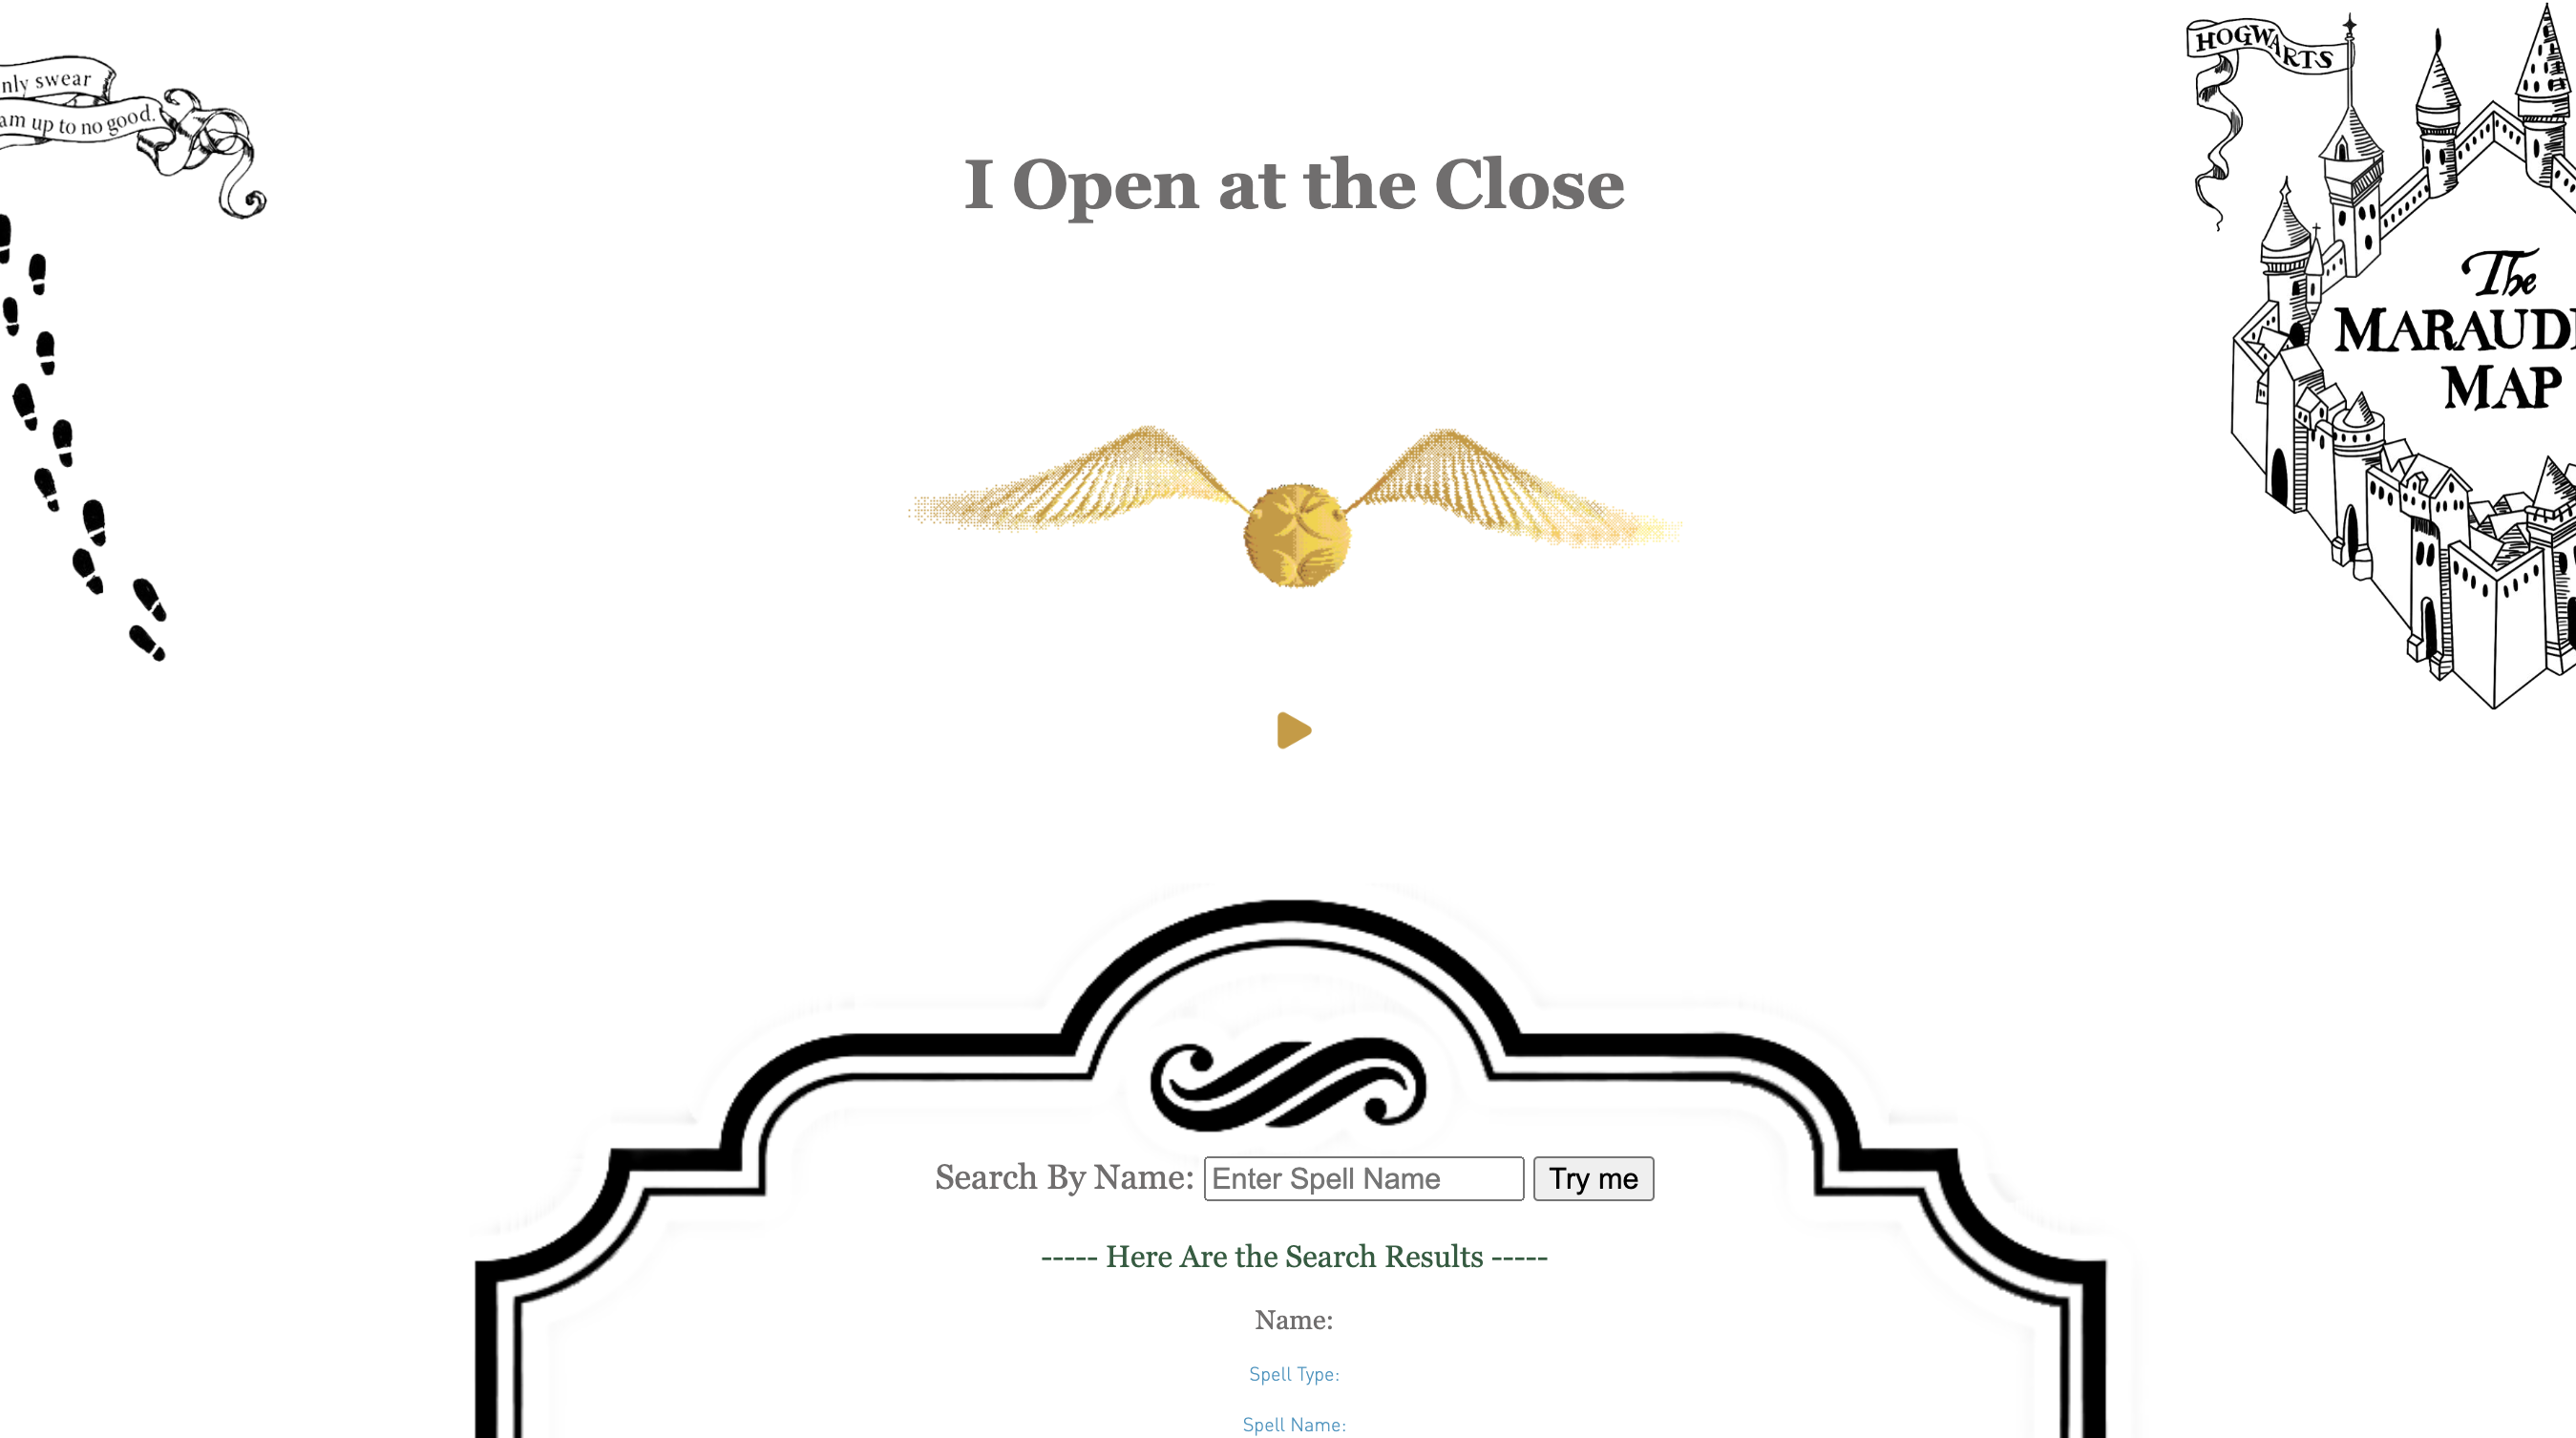 nly swear
am up to no good.
HOGWARTS
I Open at the Close
The
MARAUD
MAP
Search By Name: Enter Spell Name Try me
----- Here Are the Search Results -----
Name:
Spell Type:
Spell Name: